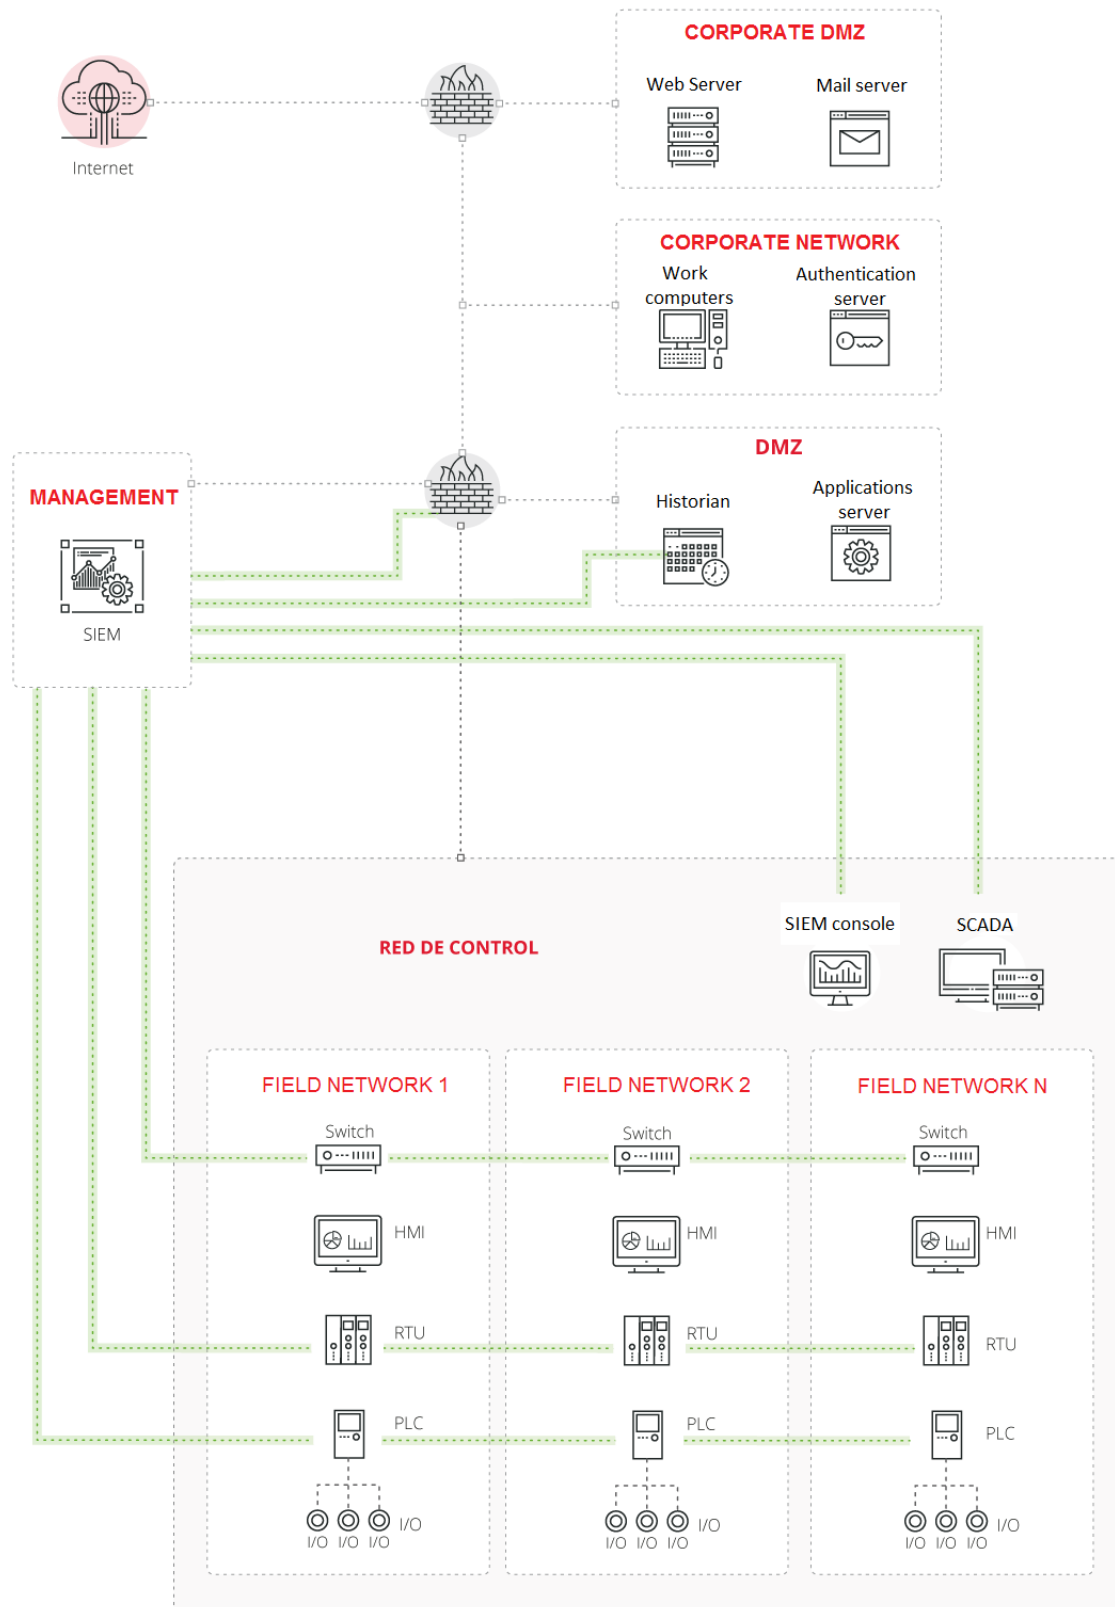 CORPORATE DMZ
Web Server
Mail server
Internet
CORPORATE NETWORK
Work
computers
Authentication
server
DMZ
Historian
Applications
server
MANAGEMENT
SIEM
SIEM console
SCADA
RED DE CONTROL
FIELD NETWORK 1
Switch
HMI
RTU
PLC
I/O
I/O I/O I/O
FIELD NETWORK 2
Switch
HMI
RTU
PLC
I/O
I/O I/O I/O
FIELD NETWORK N
Switch
HMI
RTU
PLC
I/O
I/O I/O I/O